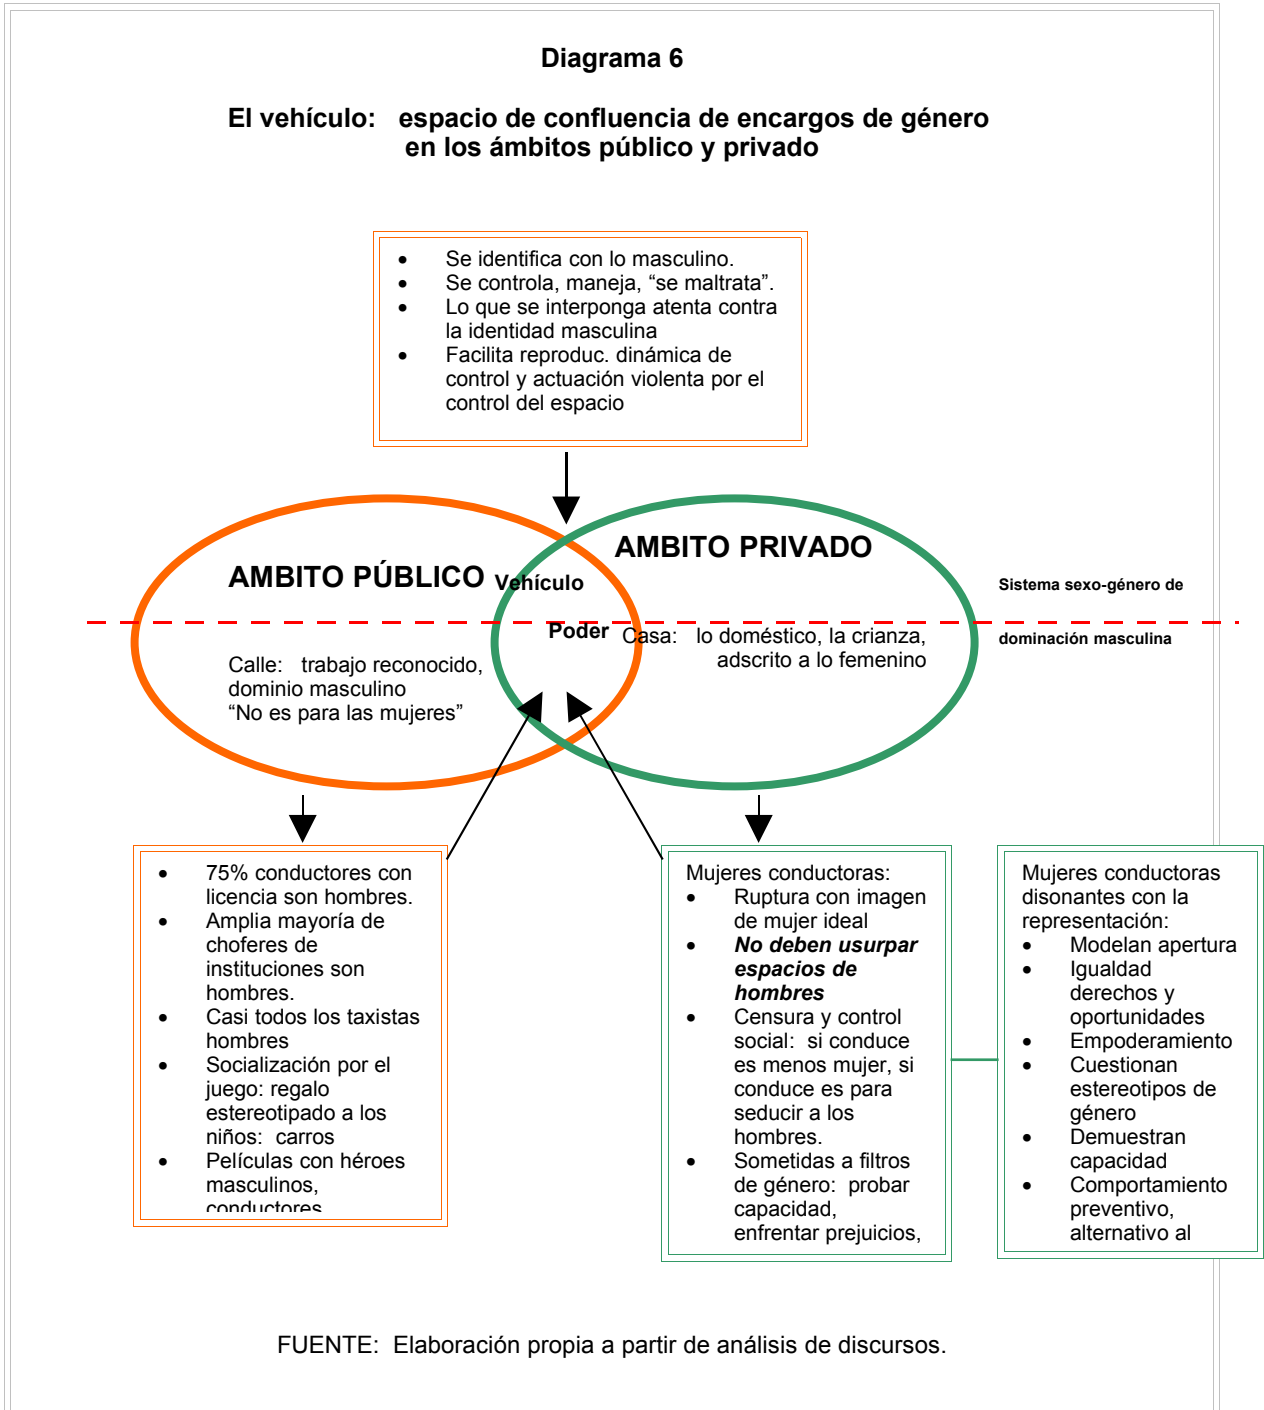 Diagrama 6
El vehículo: espacio de confluencia de encargos de género
en los ámbitos público y privado
• Se identifica con lo masculino.
• Se controla, maneja, “se maltrata”.
• Lo que se interponga atenta contra
la identidad masculina
• Facilita reproduc. dinámica de
control y actuación violenta por el
control del espacio
AMBITO PÚBLICO
Vehículo
AMBITO PRIVADO
Sistema sexo-género de
dominación masculina
Poder
Calle: trabajo reconocido,
dominio masculino
“No es para las mujeres”
Casa: lo doméstico, la crianza,
adscrito a lo femenino
• 75% conductores con
licencia son hombres.
• Amplia mayoría de
choferes de
instituciones son
hombres.
• Casi todos los taxistas
hombres
• Socialización por el
juego: regalo
estereotipado a los
niños: carros
• Películas con héroes
masculinos,
conductores
Mujeres conductoras:
• Ruptura con imagen
de mujer ideal
• No deben usurpar
espacios de
hombres
• Censura y control
social: si conduce
es menos mujer, si
conduce es para
seducir a los
hombres.
• Sometidas a filtros
de género: probar
capacidad,
enfrentar prejuicios,
Mujeres conductoras
disonantes con la
representación:
• Modelan apertura
• Igualdad
derechos y
oportunidades
• Empoderamiento
• Cuestionan
estereotipos de
género
• Demuestran
capacidad
• Comportamiento
preventivo,
alternativo al
FUENTE: Elaboración propia a partir de análisis de discursos.